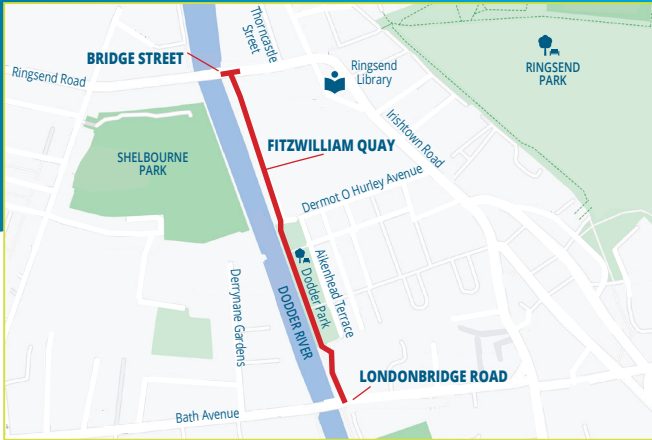 Thorncastle
Street
BRIDGE STREET
Ringsend Road
Ringsend
Library
RINGSEND
PARK
Irishtown Road
SHELBOURNE
PARK
FITZWILLIAM QUAY
Dermot O Hurley Avenue
Aikenhead Terrace
Dodder Park
DODDER RIVER
Derrynane Gardens
LONDONBRIDGE ROAD
Bath Avenue